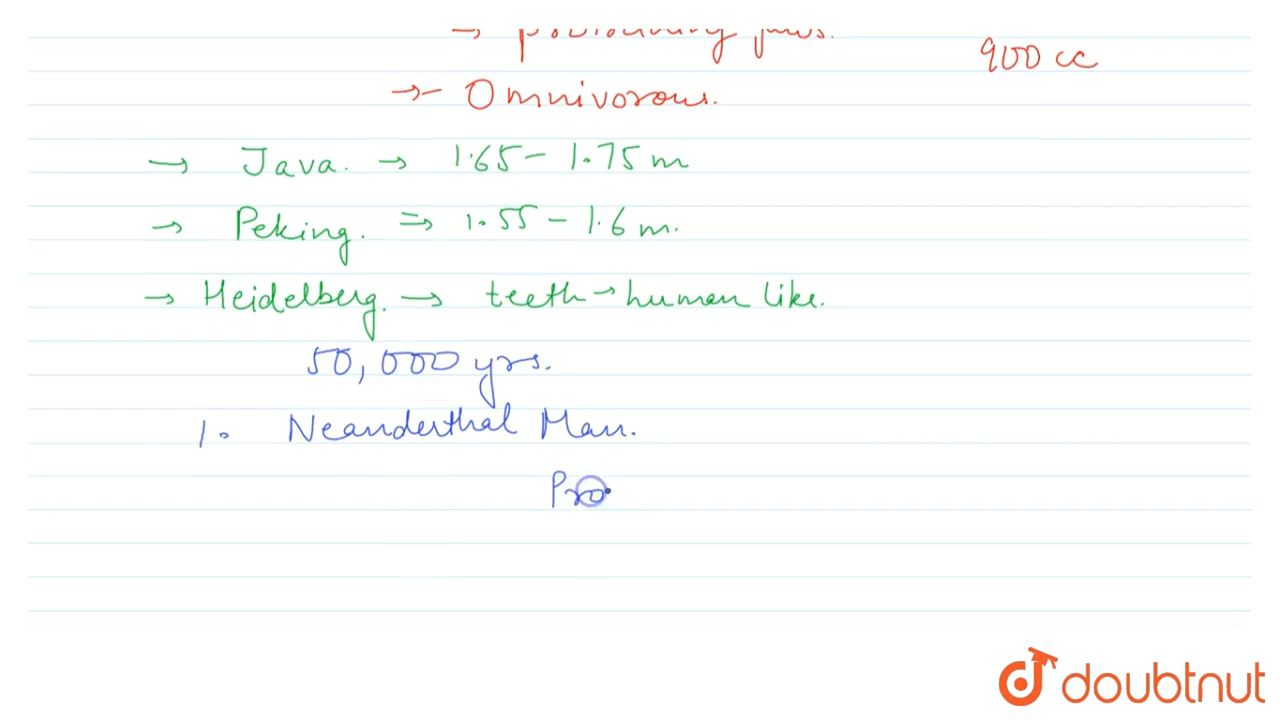 900 cc
→ Omnivorous.
→ Java. → 1.65 - 1.75 m
→ Peking. ⇒ 1.55 - 1.6 m.
→ Heidelberg. → teeth → human like.
50,000 yrs.
1. Neanderthal Man.
Pro
doubtnut